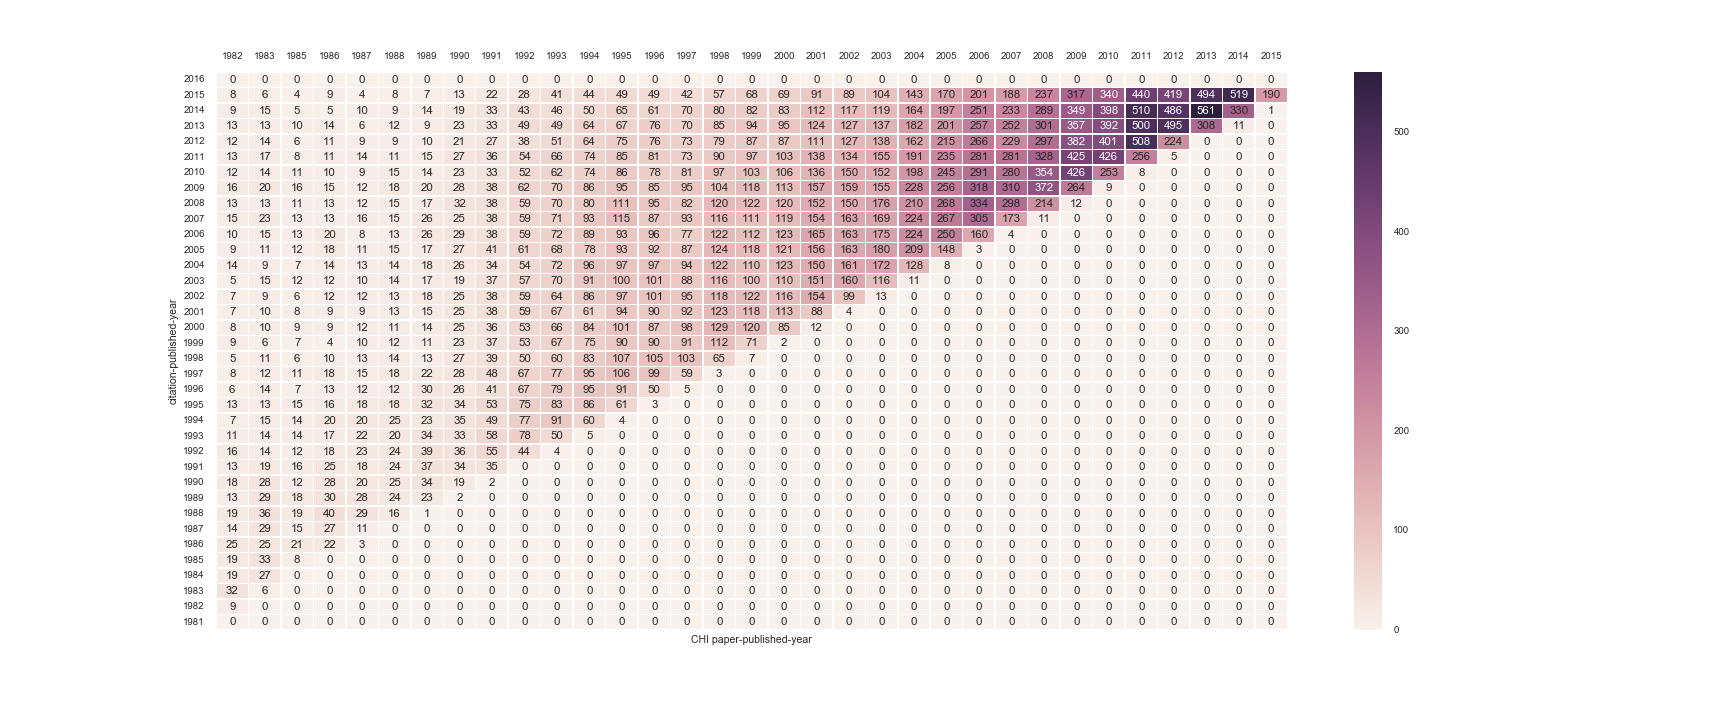 1982 1983 1985 1986 1987 1988 1989 1990 1991 1992 1993 1994 1995 1996 1997 1998 1999 2000 2001 2002 2003 2004 2005 2006 2007 2008 2009 2010 2011 2012 2013 2014 2015
2016 0 0 0 0 0 0 0 0 0 0 0 0 0 0 0 0 0 0 0 0 0 0 0 0 0 0 0 0 0 0 0 0 0
2015 8 6 4 9 4 8 7 13 22 28 41 44 49 49 42 57 68 69 91 89 104 143 170 201 188 237 317 340 440 419 494 519 190
2014 9 15 5 5 10 9 14 19 33 43 46 50 65 61 70 80 82 83 112 117 119 164 197 251 233 289 349 398 510 486 561 330 1
2013 13 13 10 14 6 12 9 23 33 49 49 64 67 76 70 85 94 95 124 127 137 182 201 257 252 301 357 392 500 495 308 11 0
2012 12 14 6 11 9 9 10 21 27 38 51 64 75 76 73 79 87 87 111 127 138 162 215 266 229 297 382 401 508 224 0 0 0
2011 13 17 8 11 14 11 15 27 36 54 66 74 85 81 73 90 97 103 138 134 155 191 235 281 281 328 425 426 256 5 0 0 0
2010 12 14 11 10 9 15 14 23 33 52 62 74 86 78 81 97 103 106 136 150 152 198 245 291 280 354 426 253 8 0 0 0 0
2009 16 20 16 15 12 18 20 28 38 62 70 86 95 85 95 104 118 113 157 159 155 228 256 318 310 372 264 9 0 0 0 0 0
2008 13 13 11 13 12 15 17 32 38 59 70 80 111 95 82 120 122 120 152 150 176 210 268 334 298 214 12 0 0 0 0 0 0
2007 15 23 13 13 16 15 26 25 38 59 71 93 115 87 93 116 111 119 154 163 169 224 267 305 173 11 0 0 0 0 0 0 0
2006 10 15 13 20 8 13 26 29 38 59 72 89 93 96 77 122 112 123 165 163 175 224 250 160 4 0 0 0 0 0 0 0 0
2005 9 11 12 18 11 15 17 27 41 61 68 78 93 92 87 124 118 121 156 163 180 209 148 3 0 0 0 0 0 0 0 0 0
2004 14 9 7 14 13 14 18 26 34 54 72 96 97 97 94 122 110 123 150 161 172 128 8 0 0 0 0 0 0 0 0 0 0
2003 5 15 12 12 10 14 17 19 37 57 70 91 100 101 88 116 100 110 151 160 116 11 0 0 0 0 0 0 0 0 0 0 0
2002 7 9 6 12 12 13 18 25 38 59 64 86 97 101 95 118 122 116 154 99 13 0 0 0 0 0 0 0 0 0 0 0 0
2001 7 10 8 9 9 13 15 25 38 59 67 61 94 90 92 123 118 113 88 4 0 0 0 0 0 0 0 0 0 0 0 0 0
2000 8 10 9 9 12 11 14 25 36 53 66 84 101 87 98 129 120 85 12 0 0 0 0 0 0 0 0 0 0 0 0 0 0
1999 9 6 7 4 10 12 11 23 37 53 67 75 90 90 91 112 71 2 0 0 0 0 0 0 0 0 0 0 0 0 0 0 0
1998 5 11 6 10 13 14 13 27 39 50 60 83 107 105 103 65 7 0 0 0 0 0 0 0 0 0 0 0 0 0 0 0 0
1997 8 12 11 18 15 18 22 28 48 67 77 95 106 99 59 3 0 0 0 0 0 0 0 0 0 0 0 0 0 0 0 0 0
1996 6 14 7 13 12 12 30 26 41 67 79 95 91 50 5 0 0 0 0 0 0 0 0 0 0 0 0 0 0 0 0 0 0
1995 13 13 15 16 18 18 32 34 53 75 83 86 61 3 0 0 0 0 0 0 0 0 0 0 0 0 0 0 0 0 0 0 0
1994 7 15 14 20 20 25 23 35 49 77 91 60 4 0 0 0 0 0 0 0 0 0 0 0 0 0 0 0 0 0 0 0 0
1993 11 14 14 17 22 20 34 33 58 78 50 5 0 0 0 0 0 0 0 0 0 0 0 0 0 0 0 0 0 0 0 0 0
1992 16 14 12 18 23 24 39 36 55 44 4 0 0 0 0 0 0 0 0 0 0 0 0 0 0 0 0 0 0 0 0 0 0
1991 13 19 16 25 18 24 37 34 35 0 0 0 0 0 0 0 0 0 0 0 0 0 0 0 0 0 0 0 0 0 0 0 0
1990 18 28 12 28 20 25 34 19 2 0 0 0 0 0 0 0 0 0 0 0 0 0 0 0 0 0 0 0 0 0 0 0 0
1989 13 29 18 30 28 24 23 2 0 0 0 0 0 0 0 0 0 0 0 0 0 0 0 0 0 0 0 0 0 0 0 0 0
1988 19 36 19 40 29 16 1 0 0 0 0 0 0 0 0 0 0 0 0 0 0 0 0 0 0 0 0 0 0 0 0 0 0
1987 14 29 15 27 11 0 0 0 0 0 0 0 0 0 0 0 0 0 0 0 0 0 0 0 0 0 0 0 0 0 0 0 0
1986 25 25 21 22 3 0 0 0 0 0 0 0 0 0 0 0 0 0 0 0 0 0 0 0 0 0 0 0 0 0 0 0 0
1985 19 33 8 0 0 0 0 0 0 0 0 0 0 0 0 0 0 0 0 0 0 0 0 0 0 0 0 0 0 0 0 0 0
1984 19 27 0 0 0 0 0 0 0 0 0 0 0 0 0 0 0 0 0 0 0 0 0 0 0 0 0 0 0 0 0 0 0
1983 32 6 0 0 0 0 0 0 0 0 0 0 0 0 0 0 0 0 0 0 0 0 0 0 0 0 0 0 0 0 0 0 0
1982 9 0 0 0 0 0 0 0 0 0 0 0 0 0 0 0 0 0 0 0 0 0 0 0 0 0 0 0 0 0 0 0 0
1981 0 0 0 0 0 0 0 0 0 0 0 0 0 0 0 0 0 0 0 0 0 0 0 0 0 0 0 0 0 0 0 0 0
citation-published-year
CHI paper-published-year
500
400
300
200
100
0